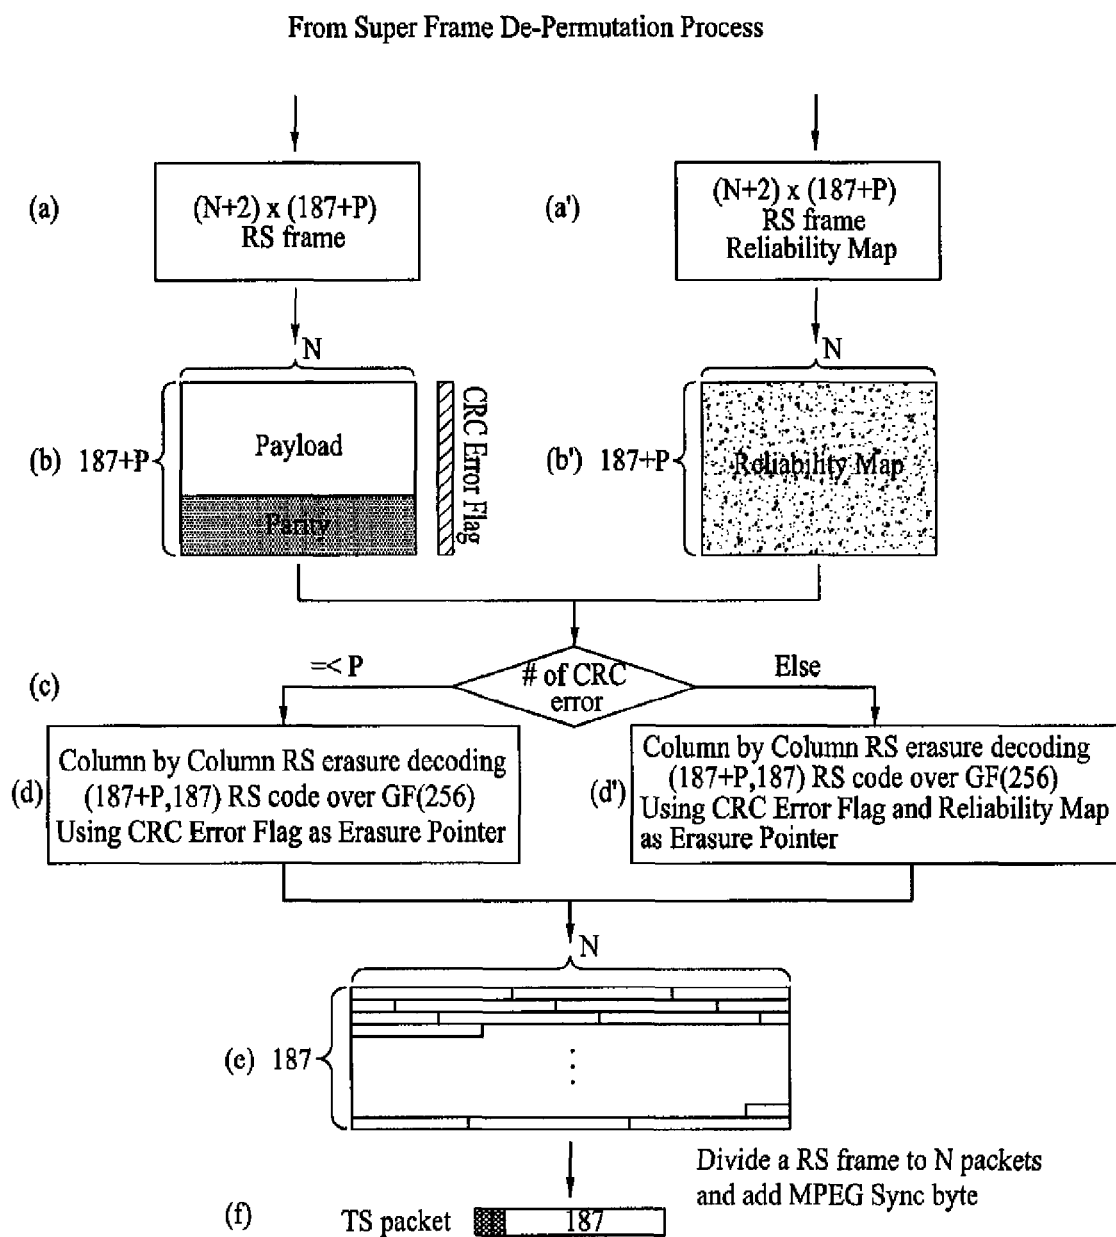 From Super Frame De-Permutation Process
(a)
(N+2) x (187+P)
RS frame
(a')
(N+2) x (187+P)
RS frame
Reliability Map
N
N
(b) 187+P
Payload
Parity
CRC Error Flag
(b') 187+P
Reliability Map
(c)
=< P
# of CRC
error
Else
(d)
Column by Column RS erasure decoding
(187+P,187) RS code over GF(256)
Using CRC Error Flag as Erasure Pointer
(d')
Column by Column RS erasure decoding
(187+P,187) RS code over GF(256)
Using CRC Error Flag and Reliability Map
as Erasure Pointer
N
(e) 187
Divide a RS frame to N packets
and add MPEG Sync byte
(f)
TS packet
187